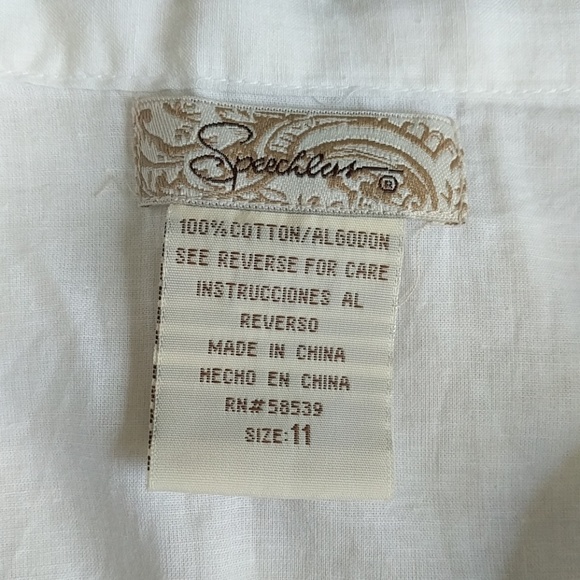 Speechless ®
100% COTTON/ALGODON
SEE REVERSE FOR CARE
INSTRUCCIONES AL
REVERSO
MADE IN CHINA
HECHO EN CHINA
RN# 58539
SIZE: 11